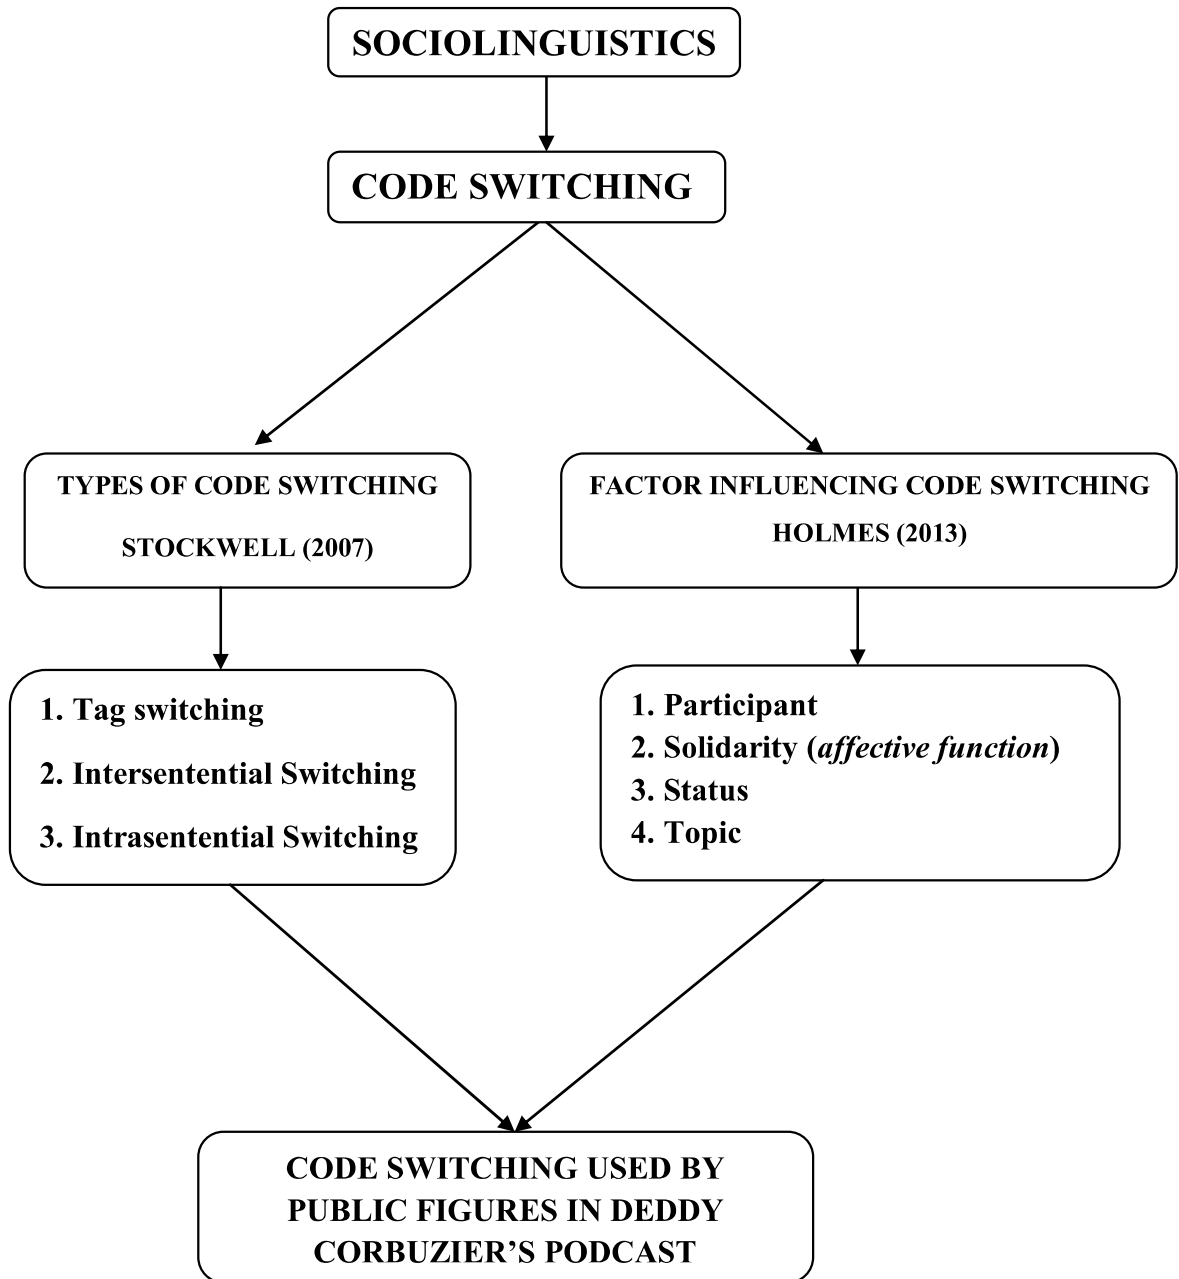 SOCIOLINGUISTICS
CODE SWITCHING
TYPES OF CODE SWITCHING
STOCKWELL (2007)
FACTOR INFLUENCING CODE SWITCHING
HOLMES (2013)
1. Tag switching
2. Intersentential Switching
3. Intrasentential Switching
1. Participant
2. Solidarity (affective function)
3. Status
4. Topic
CODE SWITCHING USED BY
PUBLIC FIGURES IN DEDDY
CORBUZIER’S PODCAST